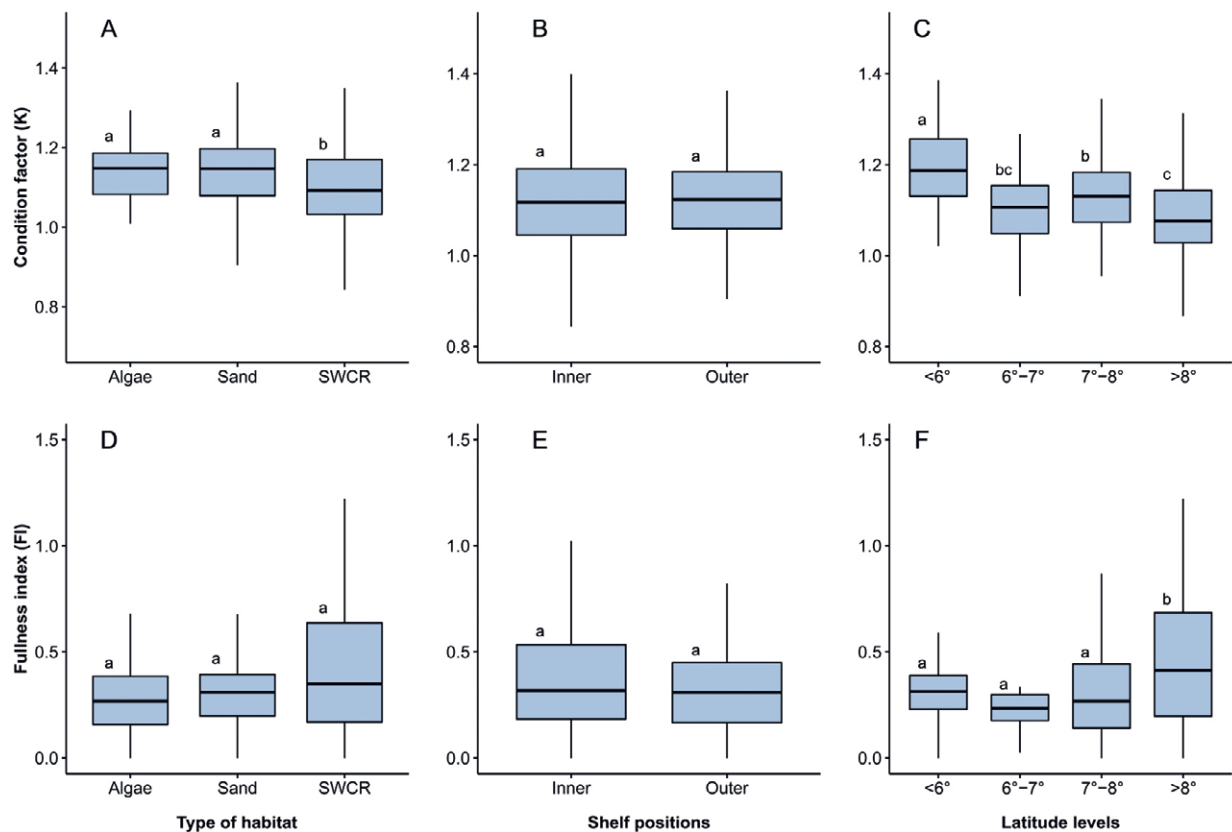 A
B
C
Condition factor (K)
1.4
1.2
1.0
0.8
a
a
b
Algae
Sand
SWCR
1.4
1.2
1.0
0.8
a
a
Inner
Outer
1.4
1.2
1.0
0.8
a
bc
b
c
<6°
6°−7°
7°−8°
>8°
D
E
F
Fullness index (FI)
1.5
1.0
0.5
0.0
a
a
a
Algae
Sand
SWCR
Type of habitat
1.5
1.0
0.5
0.0
a
a
Inner
Outer
Shelf positions
1.5
1.0
0.5
0.0
a
a
a
b
<6°
6°−7°
7°−8°
>8°
Latitude levels